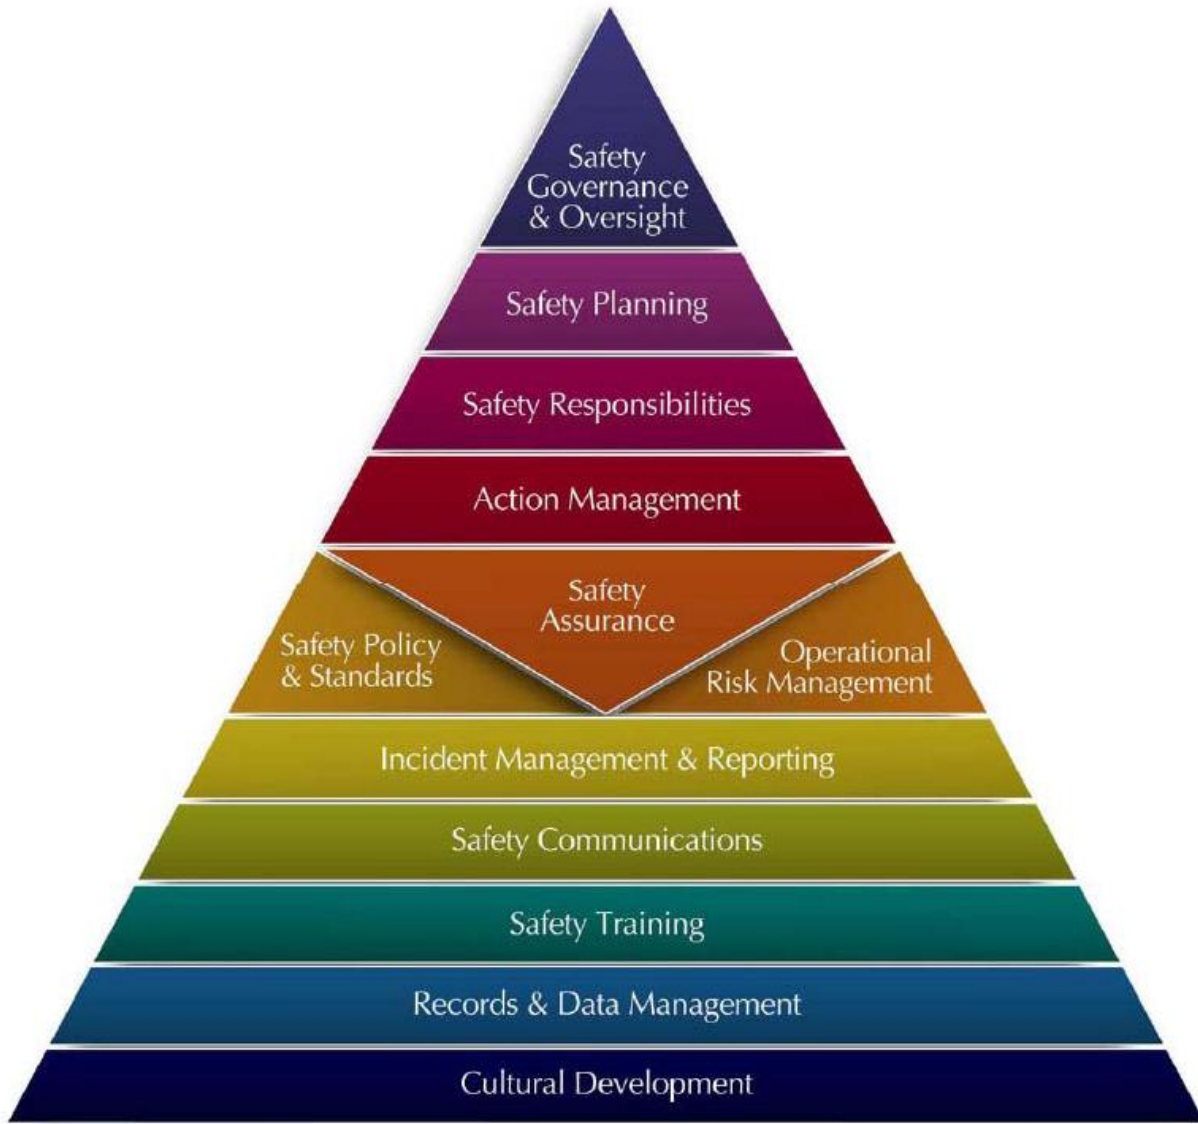 Safety
Governance
& Oversight
Safety Planning
Safety Responsibilities
Action Management
Safety
Assurance
Safety Policy
& Standards
Operational
Risk Management
Incident Management & Reporting
Safety Communications
Safety Training
Records & Data Management
Cultural Development